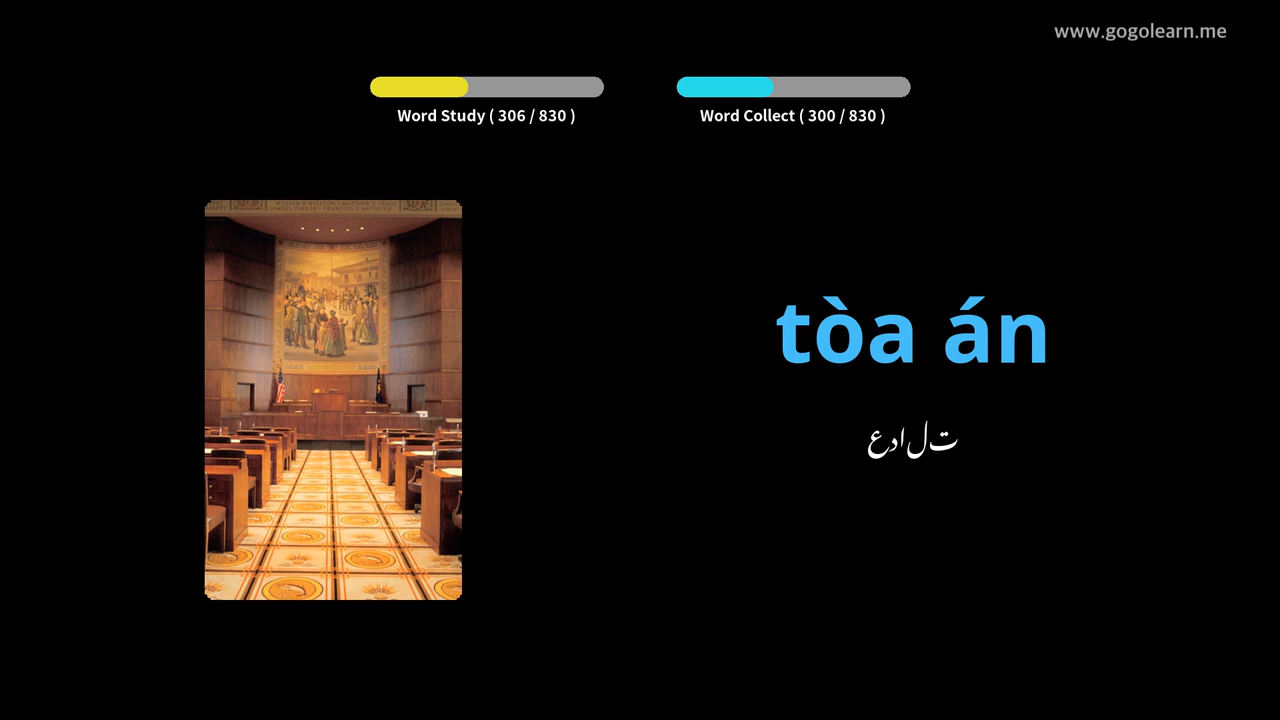 www.gogolearn.me
Word Study ( 306 / 830 )
Word Collect ( 300 / 830 )
tòa án
عدالت